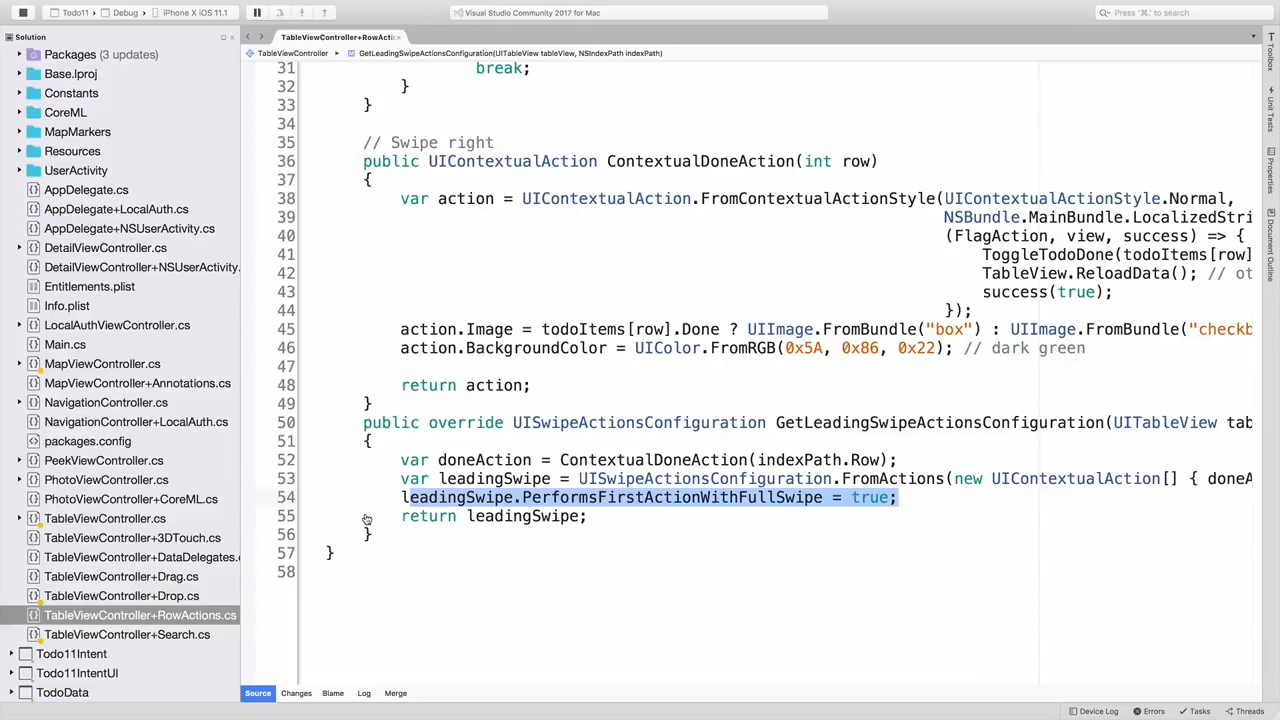 Todo11 › Debug › iPhone X iOS 11.1
Visual Studio Community 2017 for Mac
Press '⌘.' to search
Solution
TableViewController+RowActi
TableViewController
GetLeadingSwipeActionsConfiguration(UITableView tableView, NSIndexPath indexPath)
Packages (3 updates)
Base.lproj
Constants
CoreML
MapMarkers
Resources
UserActivity
AppDelegate.cs
AppDelegate+LocalAuth.cs
AppDelegate+NSUserActivity.cs
DetailViewController.cs
DetailViewController+NSUserActivity.
Entitlements.plist
Info.plist
LocalAuthViewController.cs
Main.cs
MapViewController.cs
MapViewController+Annotations.cs
NavigationController.cs
NavigationController+LocalAuth.cs
packages.config
PeekViewController.cs
PhotoViewController.cs
PhotoViewController+CoreML.cs
TableViewController.cs
TableViewController+3DTouch.cs
TableViewController+DataDelegates.
TableViewController+Drag.cs
TableViewController+Drop.cs
TableViewController+RowActions.cs
TableViewController+Search.cs
Todo11Intent
Todo11IntentUI
TodoData
31 break;
32 }
33 }
34
35 // Swipe right
36 public UIContextualAction ContextualDoneAction(int row)
37 {
38 var action = UIContextualAction.FromContextualActionStyle(UIContextualActionStyle.Normal,
39 NSBundle.MainBundle.LocalizedStri
40 (FlagAction, view, success) => {
41 ToggleTodoDone(todoItems[row]
42 TableView.ReloadData(); // ot
43 success(true);
44 });
45 action.Image = todoItems[row].Done ? UIImage.FromBundle("box") : UIImage.FromBundle("checkb
46 action.BackgroundColor = UIColor.FromRGB(0x5A, 0x86, 0x22); // dark green
47
48 return action;
49 }
50 public override UISwipeActionsConfiguration GetLeadingSwipeActionsConfiguration(UITableView tab
51 {
52 var doneAction = ContextualDoneAction(indexPath.Row);
53 var leadingSwipe = UISwipeActionsConfiguration.FromActions(new UIContextualAction[] { doneA
54 leadingSwipe.PerformsFirstActionWithFullSwipe = true;
55 return leadingSwipe;
56 }
57 }
58
Toolbox
Unit Tests
Properties
Document Outline
Source
Changes
Blame
Log
Merge
Device Log
Errors
Tasks
Threads